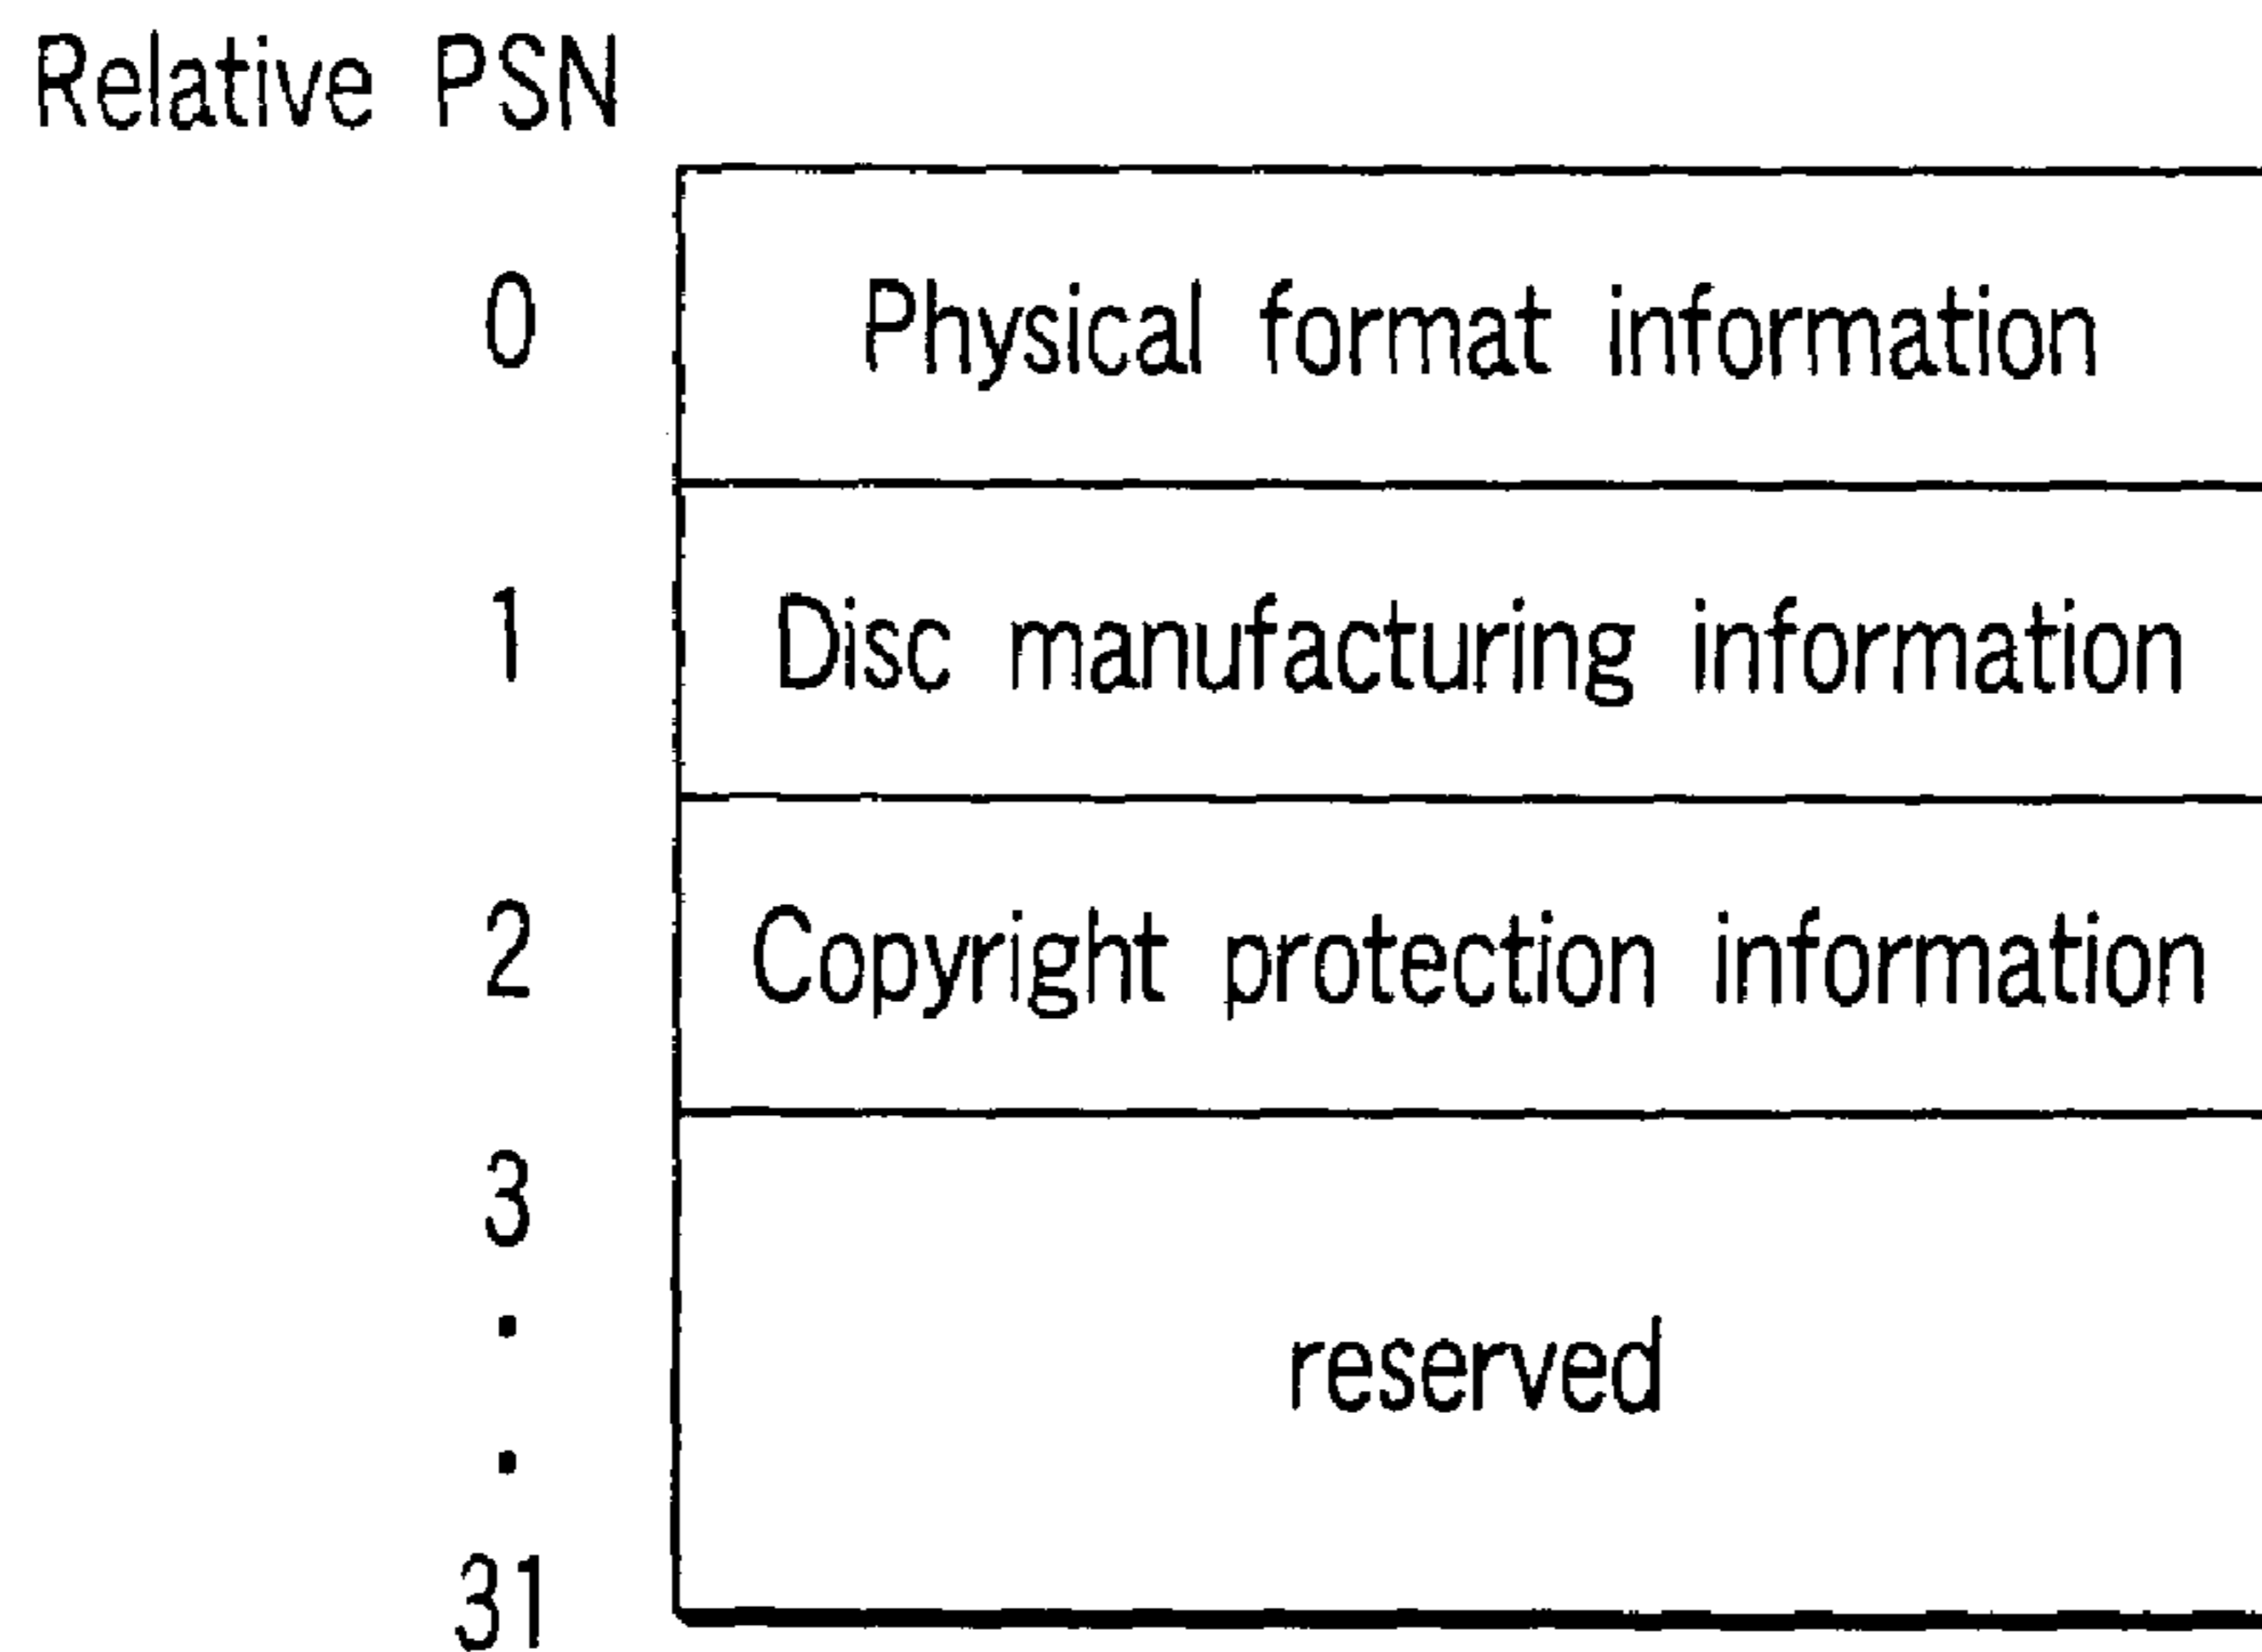 Relative PSN
0 Physical format information
1 Disc manufacturing information
2 Copyright protection information
3
.
reserved
.
31